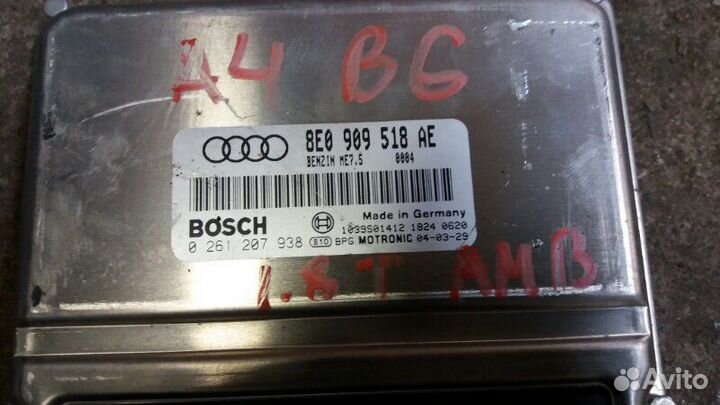 A4 B6
8E0 909 518 AE
BENZIN ME7.5 0004
BOSCH
Made in Germany
1039S01412 1824 0620
0 261 207 938 810 BPG MOTRONIC 04-03-29
1.8T AMB
Avito